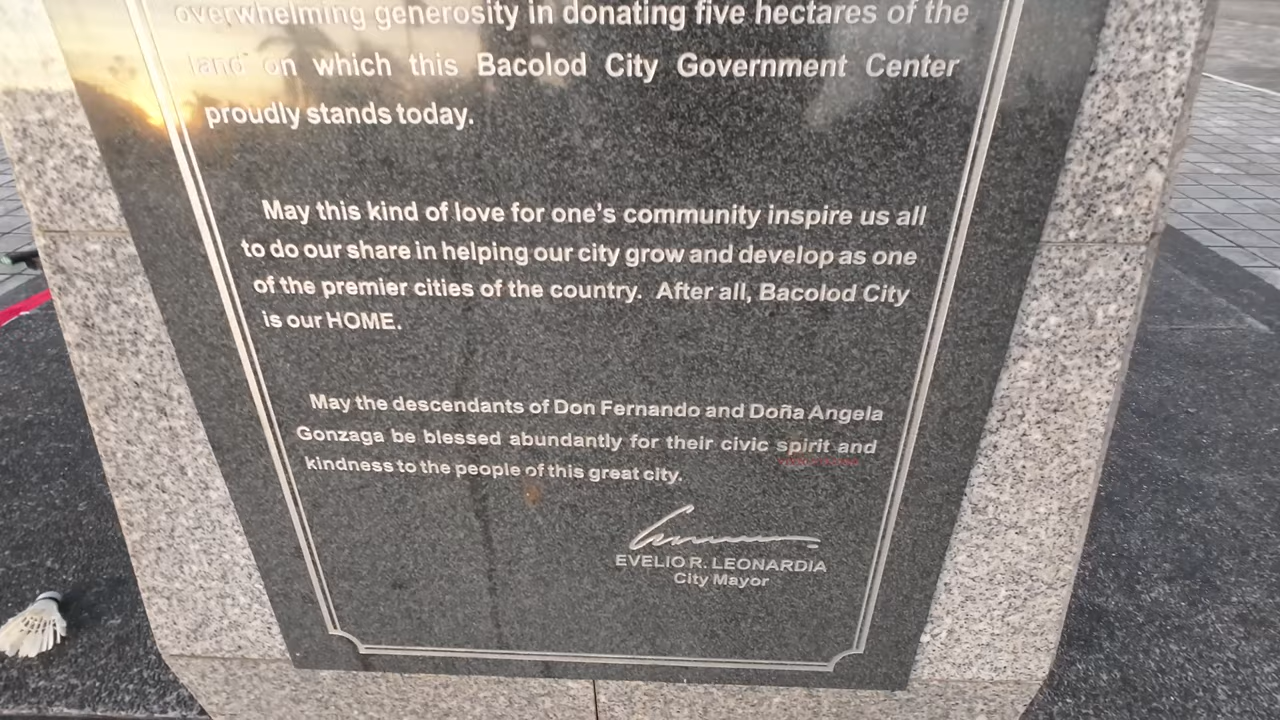 overwhelming generosity in donating five hectares of the
land on which this Bacolod City Government Center
proudly stands today.
May this kind of love for one's community inspire us all
to do our share in helping our city grow and develop as one
of the premier cities of the country. After all, Bacolod City
is our HOME.
May the descendants of Don Fernando and Doña Angela
Gonzaga be blessed abundantly for their civic spirit and
kindness to the people of this great city.
EVELIO R. LEONARDIA
City Mayor